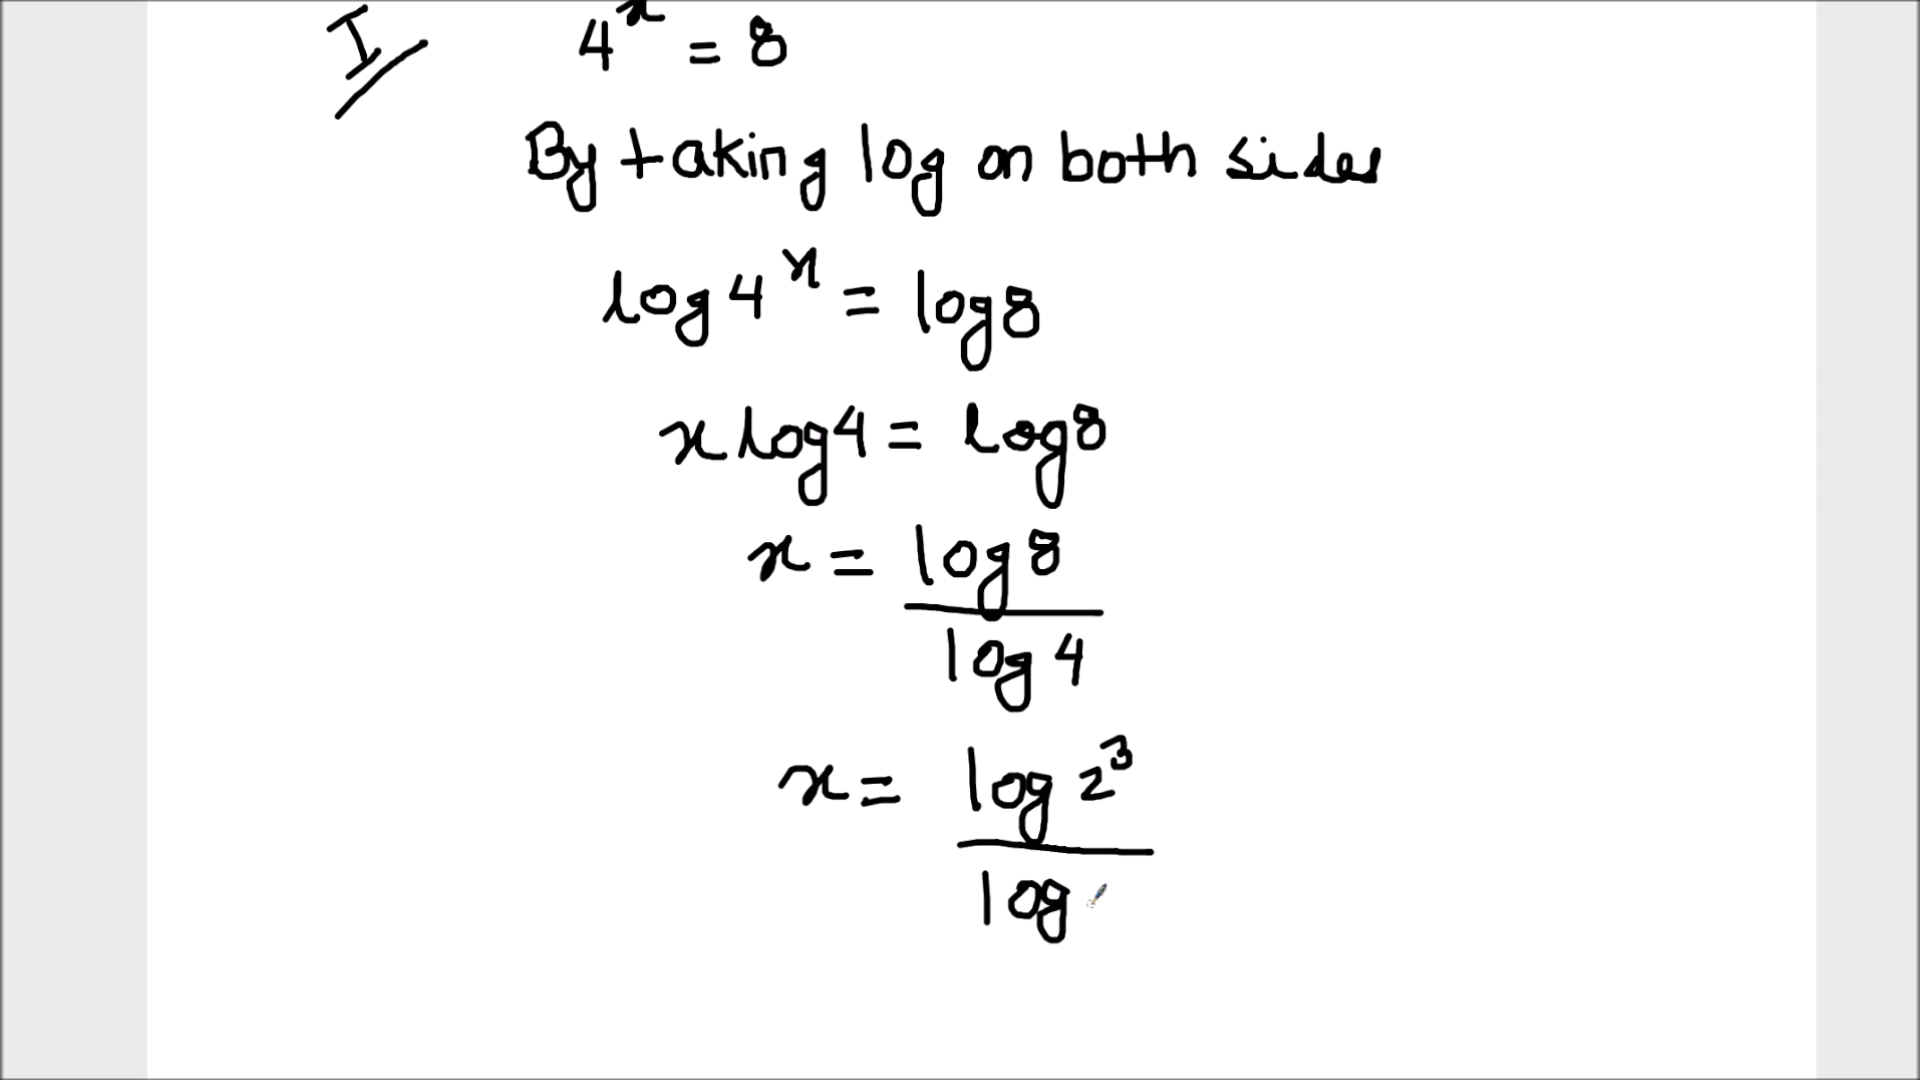 I 4^x = 8
By taking log on both sides
log 4^x = log 8
x log 4 = log 8
x = log 8 / log 4
x = log 2^3 / log